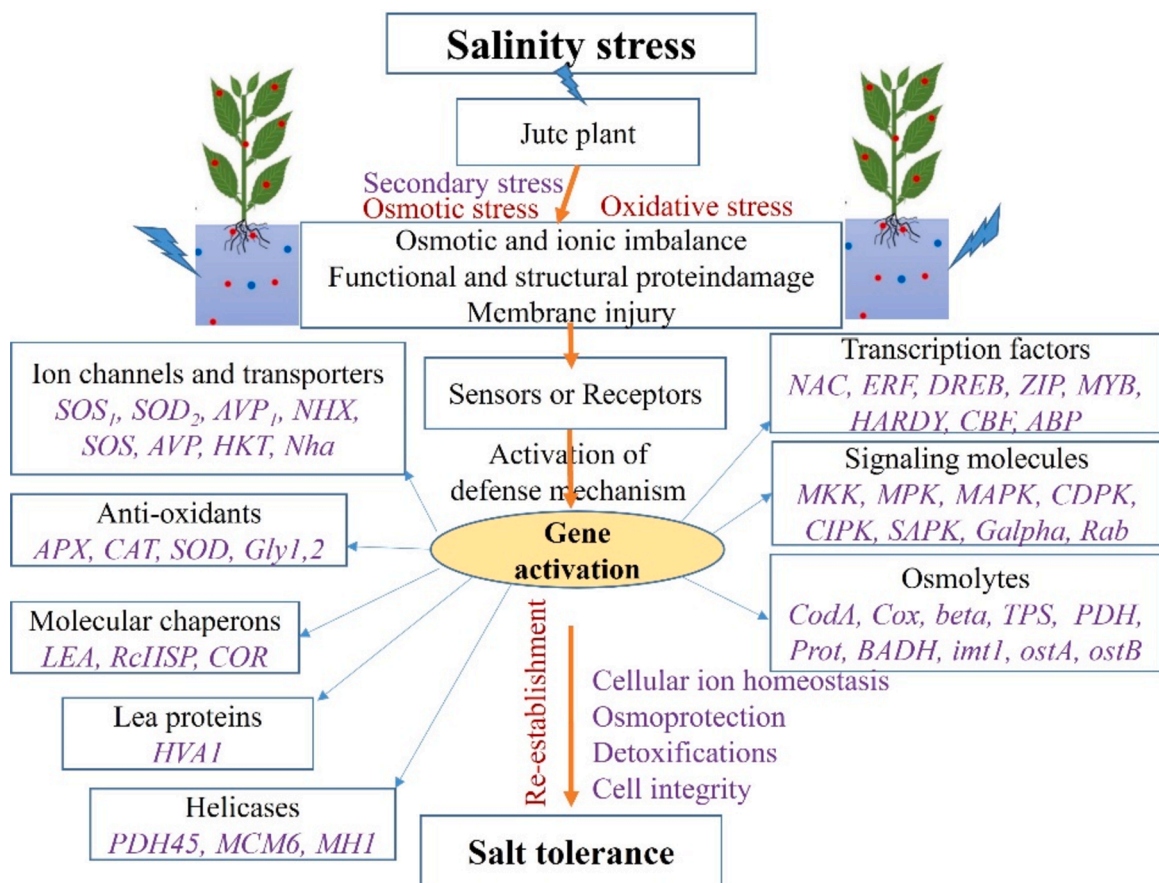 Salinity stress
Jute plant
Secondary stress
Osmotic stress
Oxidative stress
Osmotic and ionic imbalance
Functional and structural proteindamage
Membrane injury
Sensors or Receptors
Activation of
defense mechanism
Gene
activation
Ion channels and transporters
SOS1, SOD2, AVP1, NHX,
SOS, AVP, HKT, Nha
Anti-oxidants
APX, CAT, SOD, Gly1,2
Molecular chaperons
LEA, RcIISP, COR
Lea proteins
HVA1
Helicases
PDH45, MCM6, MH1
Transcription factors
NAC, ERF, DREB, ZIP, MYB,
HARDY, CBF, ABP
Signaling molecules
MKK, MPK, MAPK, CDPK,
CIPK, SAPK, Galpha, Rab
Osmolytes
CodA, Cox, beta, TPS, PDH,
Prot, BADH, imt1, ostA, ostB
Re-establishment
Cellular ion homeostasis
Osmoprotection
Detoxifications
Cell integrity
Salt tolerance